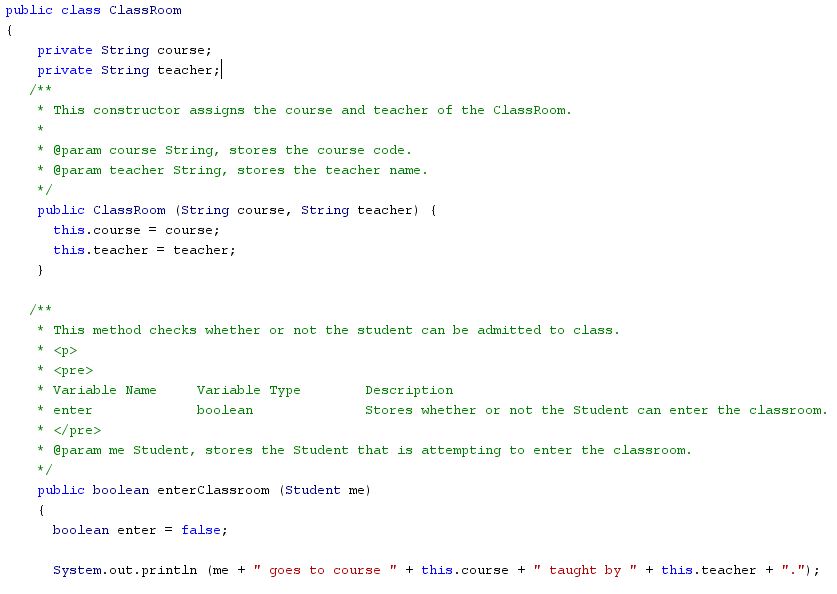 public class ClassRoom
{
    private String course;
    private String teacher;
   /**
    * This constructor assigns the course and teacher of the ClassRoom.
    *
    * @param course String, stores the course code.
    * @param teacher String, stores the teacher name.
    */
    public ClassRoom (String course, String teacher) {
      this.course = course;
      this.teacher = teacher;
    }

   /**
    * This method checks whether or not the student can be admitted to class.
    * <p>
    * <pre>
    * Variable Name     Variable Type        Description
    * enter             boolean              Stores whether or not the Student can enter the classroom.
    * </pre>
    * @param me Student, stores the Student that is attempting to enter the classroom.
    */
    public boolean enterClassroom (Student me)
    {
      boolean enter = false;

      System.out.println (me + " goes to course " + this.course + " taught by " + this.teacher + ".");